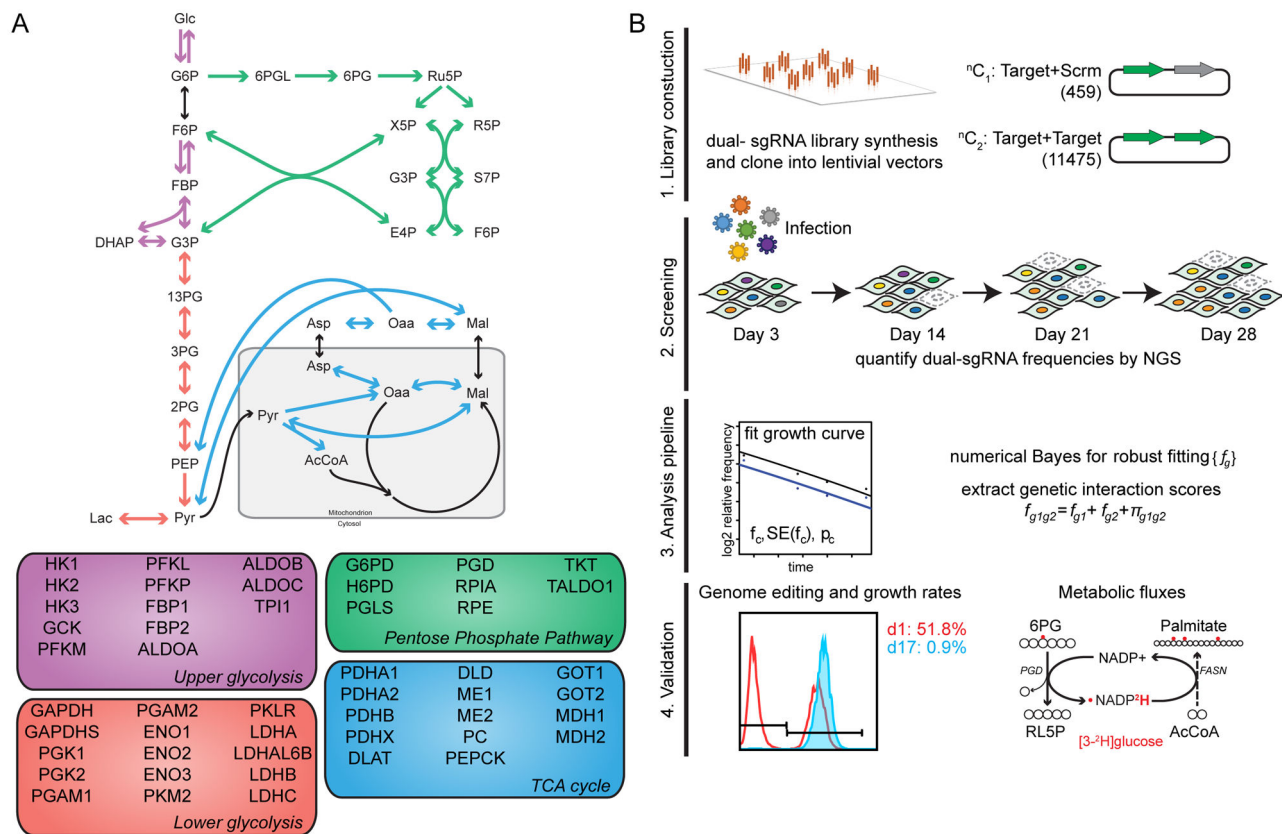 A
Glc
G6P
6PGL
6PG
Ru5P
F6P
X5P
R5P
FBP
G3P
S7P
DHAP
G3P
E4P
F6P
13PG
3PG
2PG
PEP
Lac
Pyr
Asp
Oaa
Mal
Asp
Oaa
Mal
Pyr
AcCoA
Mitochondrion
Cytosol
HK1 PFKL ALDOB
HK2 PFKP ALDOC
HK3 FBP1 TPI1
GCK FBP2
PFKM ALDOA
Upper glycolysis
G6PD PGD TKT
H6PD RPIA TALDO1
PGLS RPE
Pentose Phosphate Pathway
GAPDH PGAM2 PKLR
GAPDHS ENO1 LDHA
PGK1 ENO2 LDHAL6B
PGK2 ENO3 LDHB
PGAM1 PKM2 LDHC
Lower glycolysis
PDHA1 DLD GOT1
PDHA2 ME1 GOT2
PDHB ME2 MDH1
PDHX PC MDH2
DLAT PEPCK
TCA cycle
B
1. Library constuction
dual- sgRNA library synthesis
and clone into lentivial vectors
ⁿC₁: Target+Scrm
(459)
ⁿC₂: Target+Target
(11475)
2. Screening
Infection
Day 3
Day 14
Day 21
Day 28
quantify dual-sgRNA frequencies by NGS
3. Analysis pipeline
log2 relative frequency
fit growth curve
f_c, SE(f_c), p_c
time
numerical Bayes for robust fitting {f_g}
extract genetic interaction scores
f_g1g2 = f_g1 + f_g2 + π_g1g2
4. Validation
Genome editing and growth rates
d1: 51.8%
d17: 0.9%
Metabolic fluxes
6PG
Palmitate
NADP+
PGD
FASN
NADP²H
RL5P
AcCoA
[3-²H]glucose